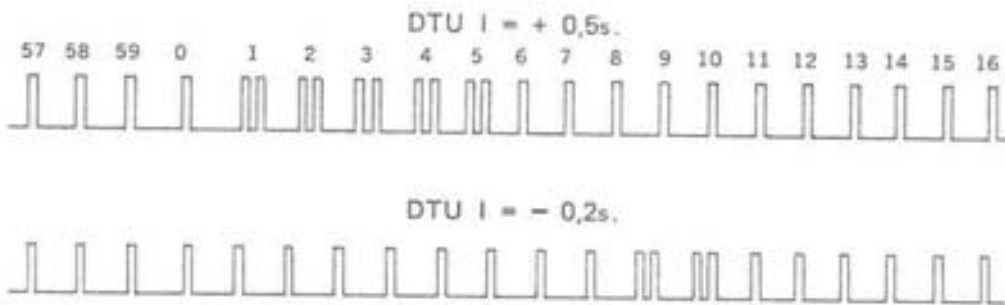 DTU I = + 0,5s.
57 58 59 0 1 2 3 4 5 6 7 8 9 10 11 12 13 14 15 16
DTU I = - 0,2s.